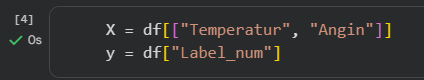 [4]
0s
X = df[["Temperatur", "Angin"]]
y = df["Label_num"]